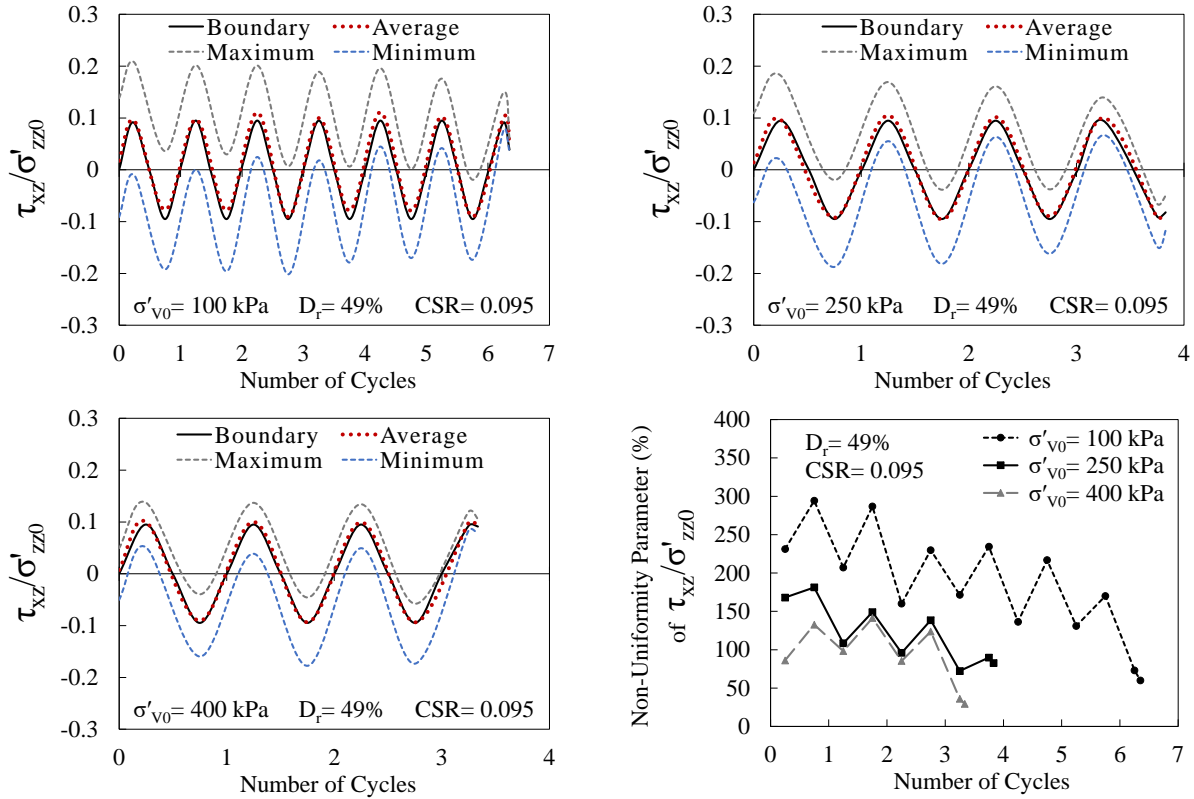 0.3
Boundary Average
Maximum Minimum
0.2
0.1
0
-0.1
-0.2
-0.3
τxz/σ'zz0
σ'V0= 100 kPa Dr= 49% CSR= 0.095
0 1 2 3 4 5 6 7
Number of Cycles
0.3
Boundary Average
Maximum Minimum
0.2
0.1
0
-0.1
-0.2
-0.3
τxz/σ'zz0
σ'V0= 250 kPa Dr= 49% CSR= 0.095
0 1 2 3 4
Number of Cycles
0.3
Boundary Average
Maximum Minimum
0.2
0.1
0
-0.1
-0.2
-0.3
τxz/σ'zz0
σ'V0= 400 kPa Dr= 49% CSR= 0.095
0 1 2 3 4
Number of Cycles
Non-Uniformity Parameter (%)
of τxz/σ'zz0
400
350
300
250
200
150
100
50
0
Dr= 49%
CSR= 0.095
σ'V0= 100 kPa
σ'V0= 250 kPa
σ'V0= 400 kPa
0 1 2 3 4 5 6 7
Number of Cycles